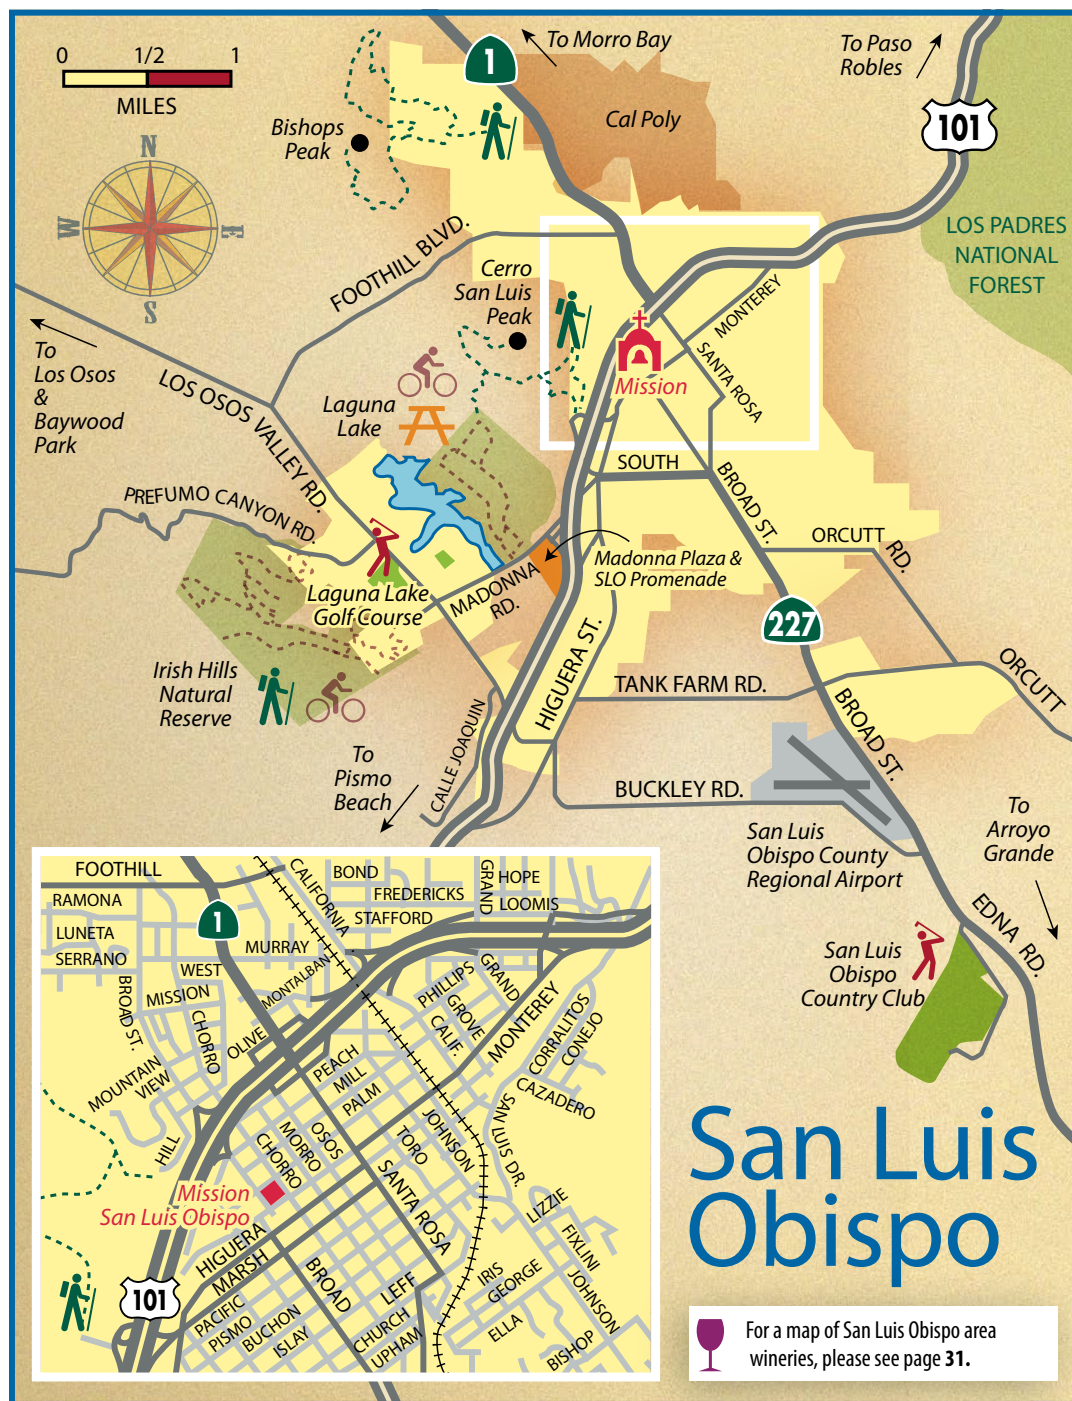 0 1/2 1
MILES
N
W
E
S
1
To Morro Bay
To Paso
Robles
101
Cal Poly
Bishops
Peak
LOS PADRES
NATIONAL
FOREST
FOOTHILL BLVD.
Cerro
San Luis
Peak
MONTEREY
SANTA ROSA
Mission
To
Los Osos
&
Baywood
Park
LOS OSOS VALLEY RD.
Laguna
Lake
SOUTH
BROAD ST.
PREFUMO CANYON RD.
ORCUTT RD.
Madonna Plaza &
SLO Promenade
MADONNA
RD.
Laguna Lake
Golf Course
227
HIGUERA ST.
Irish Hills
Natural
Reserve
TANK FARM RD.
ORCUTT
BROAD ST.
CALLE JOAQUIN
To
Pismo
Beach
BUCKLEY RD.
San Luis
Obispo County
Regional Airport
To
Arroyo
Grande
EDNA RD.
San Luis
Obispo
Country Club
FOOTHILL
RAMONA
LUNETA
SERRANO
1
CALIFORNIA
BOND
FREDERICKS
STAFFORD
GRAND
HOPE
LOOMIS
MURRAY
WEST
MISSION
BROAD ST.
CHORRO
MONTALBAN
OLIVE
PHILLIPS
GRAND
GROVE
CALIF.
MONTEREY
CORRALITOS
CONEJO
CAZADERO
MOUNTAIN
VIEW
HILL
PEACH
MILL
PALM
OSOS
MORRO
CHORRO
JOHNSON
TORO
SAN LUIS DR.
SANTA ROSA
Mission
San Luis Obispo
HIGUERA
MARSH
BROAD
LEFF
LIZZIE
FIXLINI
JOHNSON
IRIS
GEORGE
ELLA
BISHOP
101
PACIFIC
PISMO
BUCHON
ISLAY
CHURCH
UPHAM
San Luis
Obispo
For a map of San Luis Obispo area
wineries, please see page 31.